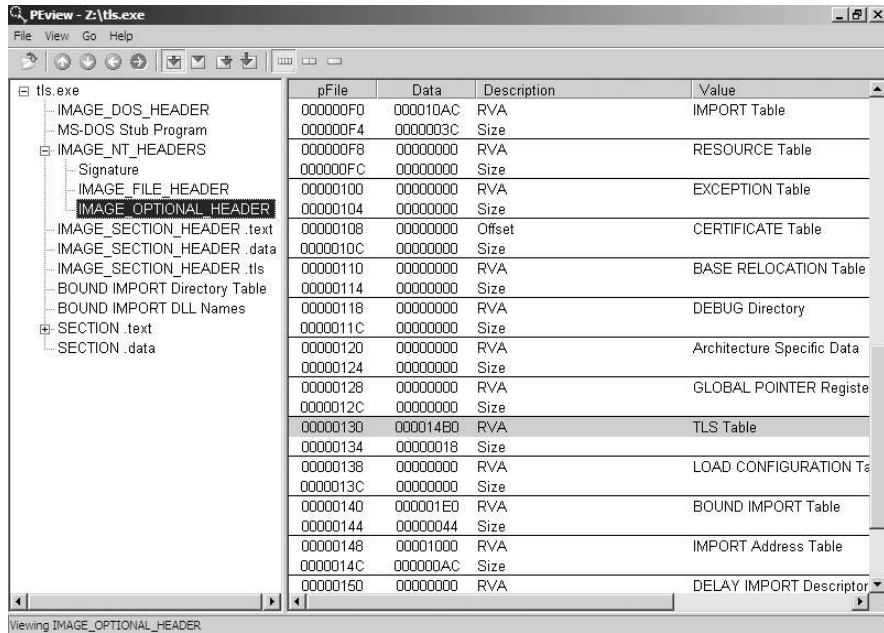 PEview - Z:\tls.exe
File View Go Help
tls.exe
IMAGE_DOS_HEADER
MS-DOS Stub Program
IMAGE_NT_HEADERS
Signature
IMAGE_FILE_HEADER
IMAGE_OPTIONAL_HEADER
IMAGE_SECTION_HEADER .text
IMAGE_SECTION_HEADER .data
IMAGE_SECTION_HEADER .tls
BOUND IMPORT Directory Table
BOUND IMPORT DLL Names
SECTION .text
SECTION .data
pFile Data Description Value
000000F0 000010AC RVA IMPORT Table
000000F4 0000003C Size
000000F8 00000000 RVA RESOURCE Table
000000FC 00000000 Size
00000100 00000000 RVA EXCEPTION Table
00000104 00000000 Size
00000108 00000000 Offset CERTIFICATE Table
0000010C 00000000 Size
00000110 00000000 RVA BASE RELOCATION Table
00000114 00000000 Size
00000118 00000000 RVA DEBUG Directory
0000011C 00000000 Size
00000120 00000000 RVA Architecture Specific Data
00000124 00000000 Size
00000128 00000000 RVA GLOBAL POINTER Registe
0000012C 00000000 Size
00000130 000014B0 RVA TLS Table
00000134 00000018 Size
00000138 00000000 RVA LOAD CONFIGURATION Ta
0000013C 00000000 Size
00000140 000001E0 RVA BOUND IMPORT Table
00000144 00000044 Size
00000148 00001000 RVA IMPORT Address Table
0000014C 000000AC Size
00000150 00000000 RVA DELAY IMPORT Descriptor
Viewing IMAGE_OPTIONAL_HEADER